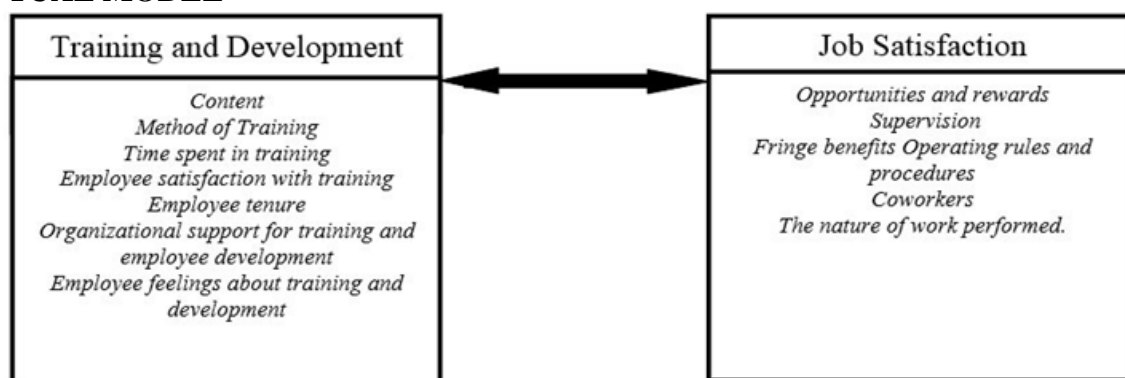 Training and Development
Content
Method of Training
Time spent in training
Employee satisfaction with training
Employee tenure
Organizational support for training and
employee development
Employee feelings about training and
development
Job Satisfaction
Opportunities and rewards
Supervision
Fringe benefits Operating rules and
procedures
Coworkers
The nature of work performed.